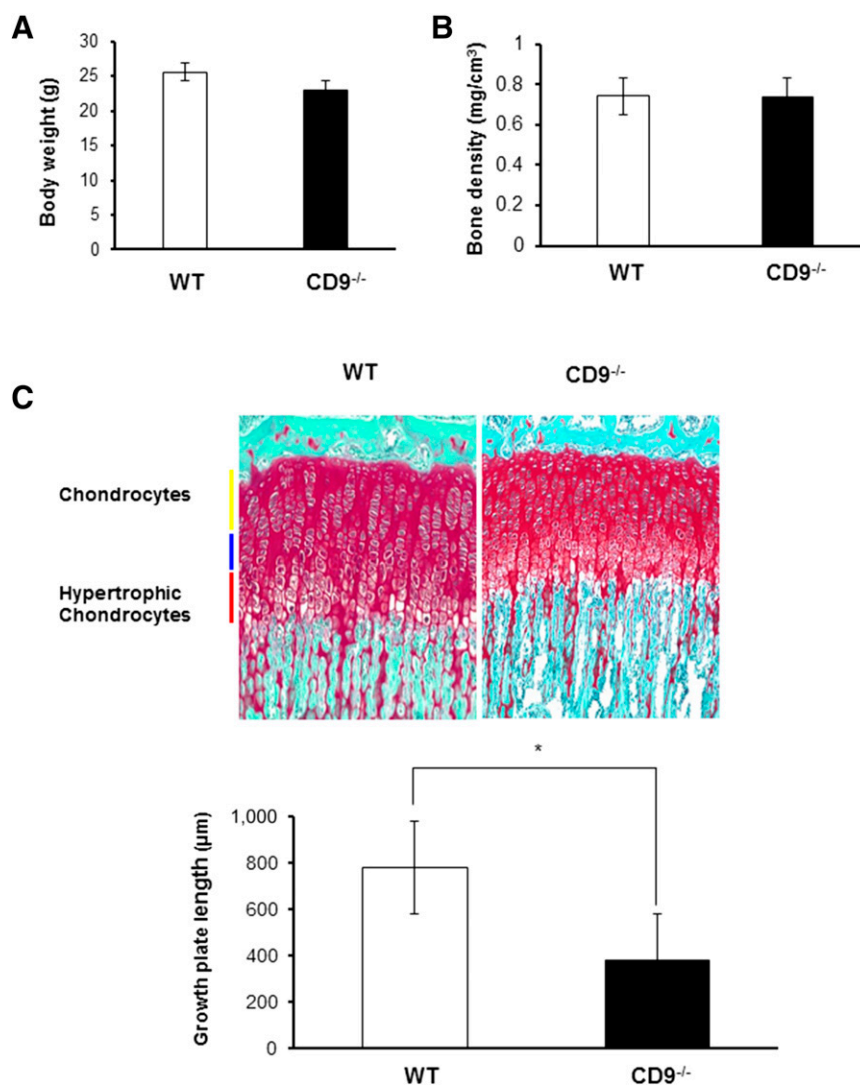 A
Body weight (g)
30
25
20
15
10
5
0
WT
CD9-/-
B
Bone density (mg/cm³)
1
0.8
0.6
0.4
0.2
0
WT
CD9-/-
C
WT
CD9-/-
Chondrocytes
Hypertrophic
Chondrocytes
*
Growth plate length (µm)
1,000
800
600
400
200
0
WT
CD9-/-